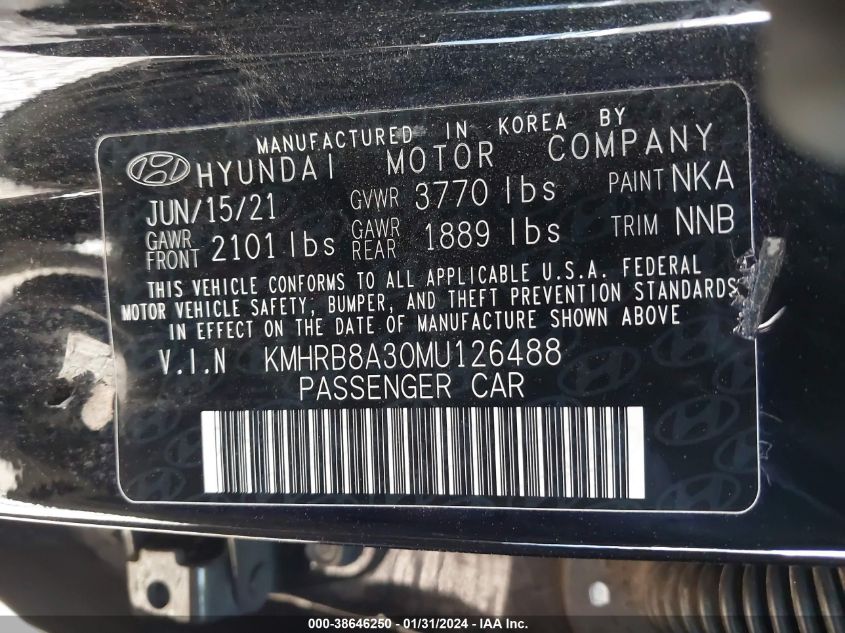 MANUFACTURED IN KOREA BY
HYUNDAI MOTOR COMPANY
JUN/15/21 GVWR 3770 lbs PAINT NKA
GAWR FRONT 2101 lbs GAWR REAR 1889 lbs TRIM NNB
THIS VEHICLE CONFORMS TO ALL APPLICABLE U.S.A. FEDERAL
MOTOR VEHICLE SAFETY, BUMPER, AND THEFT PREVENTION STANDARDS
IN EFFECT ON THE DATE OF MANUFACTURE SHOWN ABOVE
V.I.N KMHRB8A30MU126488
PASSENGER CAR
000-38646250 - 01/31/2024 - IAA Inc.